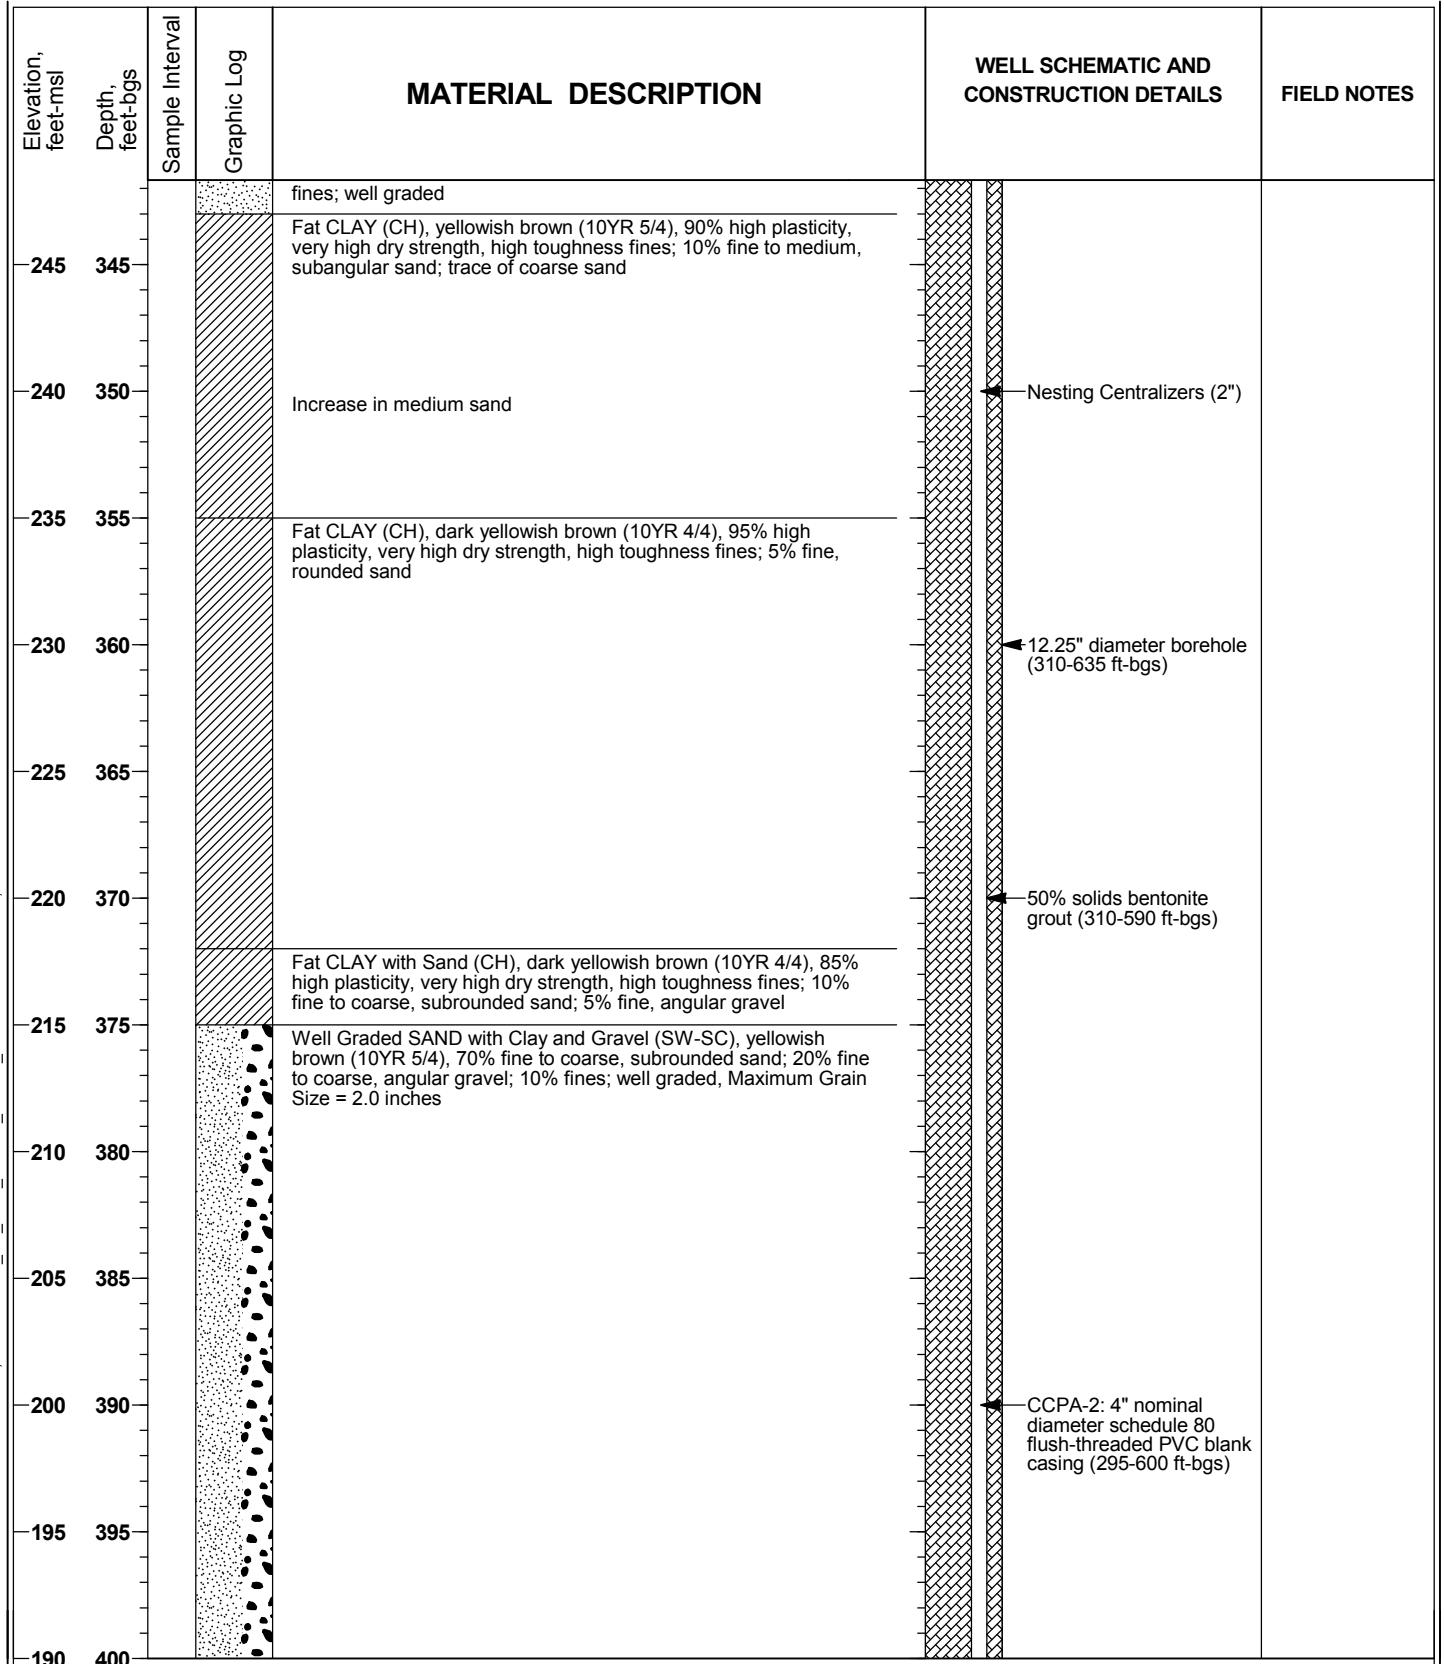 Elevation,
feet-msl
Depth,
feet-bgs
Sample Interval
Graphic Log
MATERIAL DESCRIPTION
WELL SCHEMATIC AND
CONSTRUCTION DETAILS
FIELD NOTES
fines; well graded
Fat CLAY (CH), yellowish brown (10YR 5/4), 90% high plasticity,
very high dry strength, high toughness fines; 10% fine to medium,
subangular sand; trace of coarse sand
245 345
240 350
Increase in medium sand
Nesting Centralizers (2")
235 355
Fat CLAY (CH), dark yellowish brown (10YR 4/4), 95% high
plasticity, very high dry strength, high toughness fines; 5% fine,
rounded sand
230 360
12.25" diameter borehole
(310-635 ft-bgs)
225 365
220 370
50% solids bentonite
grout (310-590 ft-bgs)
Fat CLAY with Sand (CH), dark yellowish brown (10YR 4/4), 85%
high plasticity, very high dry strength, high toughness fines; 10%
fine to coarse, subrounded sand; 5% fine, angular gravel
215 375
Well Graded SAND with Clay and Gravel (SW-SC), yellowish
brown (10YR 5/4), 70% fine to coarse, subrounded sand; 20% fine
to coarse, angular gravel; 10% fines; well graded, Maximum Grain
Size = 2.0 inches
210 380
205 385
200 390
CCPA-2: 4" nominal
diameter schedule 80
flush-threaded PVC blank
casing (295-600 ft-bgs)
195 395
190 400